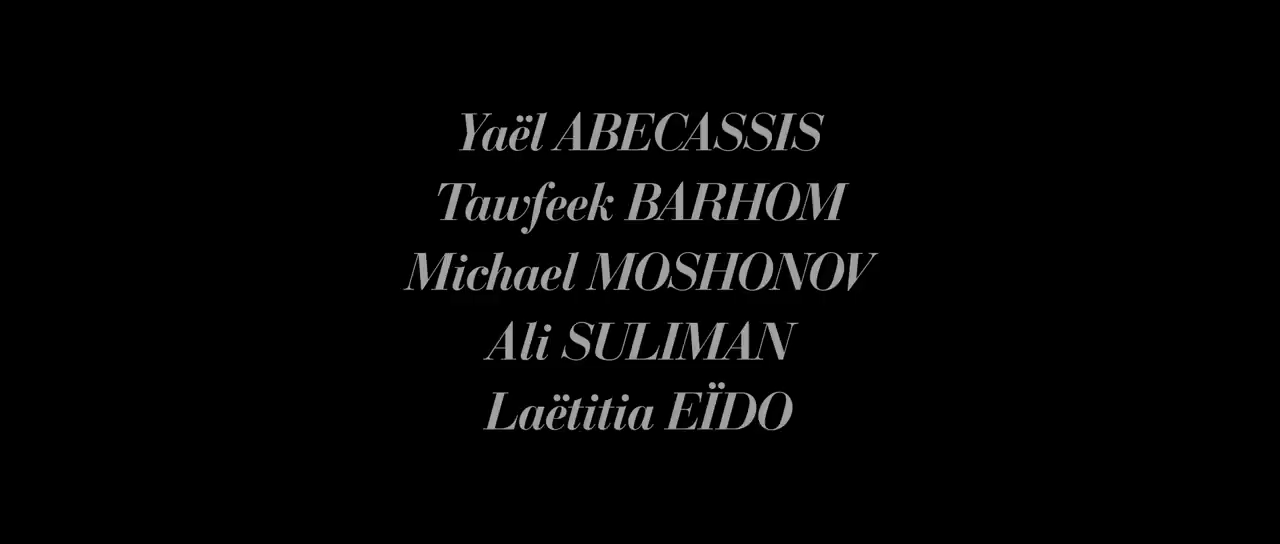 Yaël ABECASSIS
Tawfeek BARHOM
Michael MOSHONOV
Ali SULIMAN
Laëtitia EÏDO